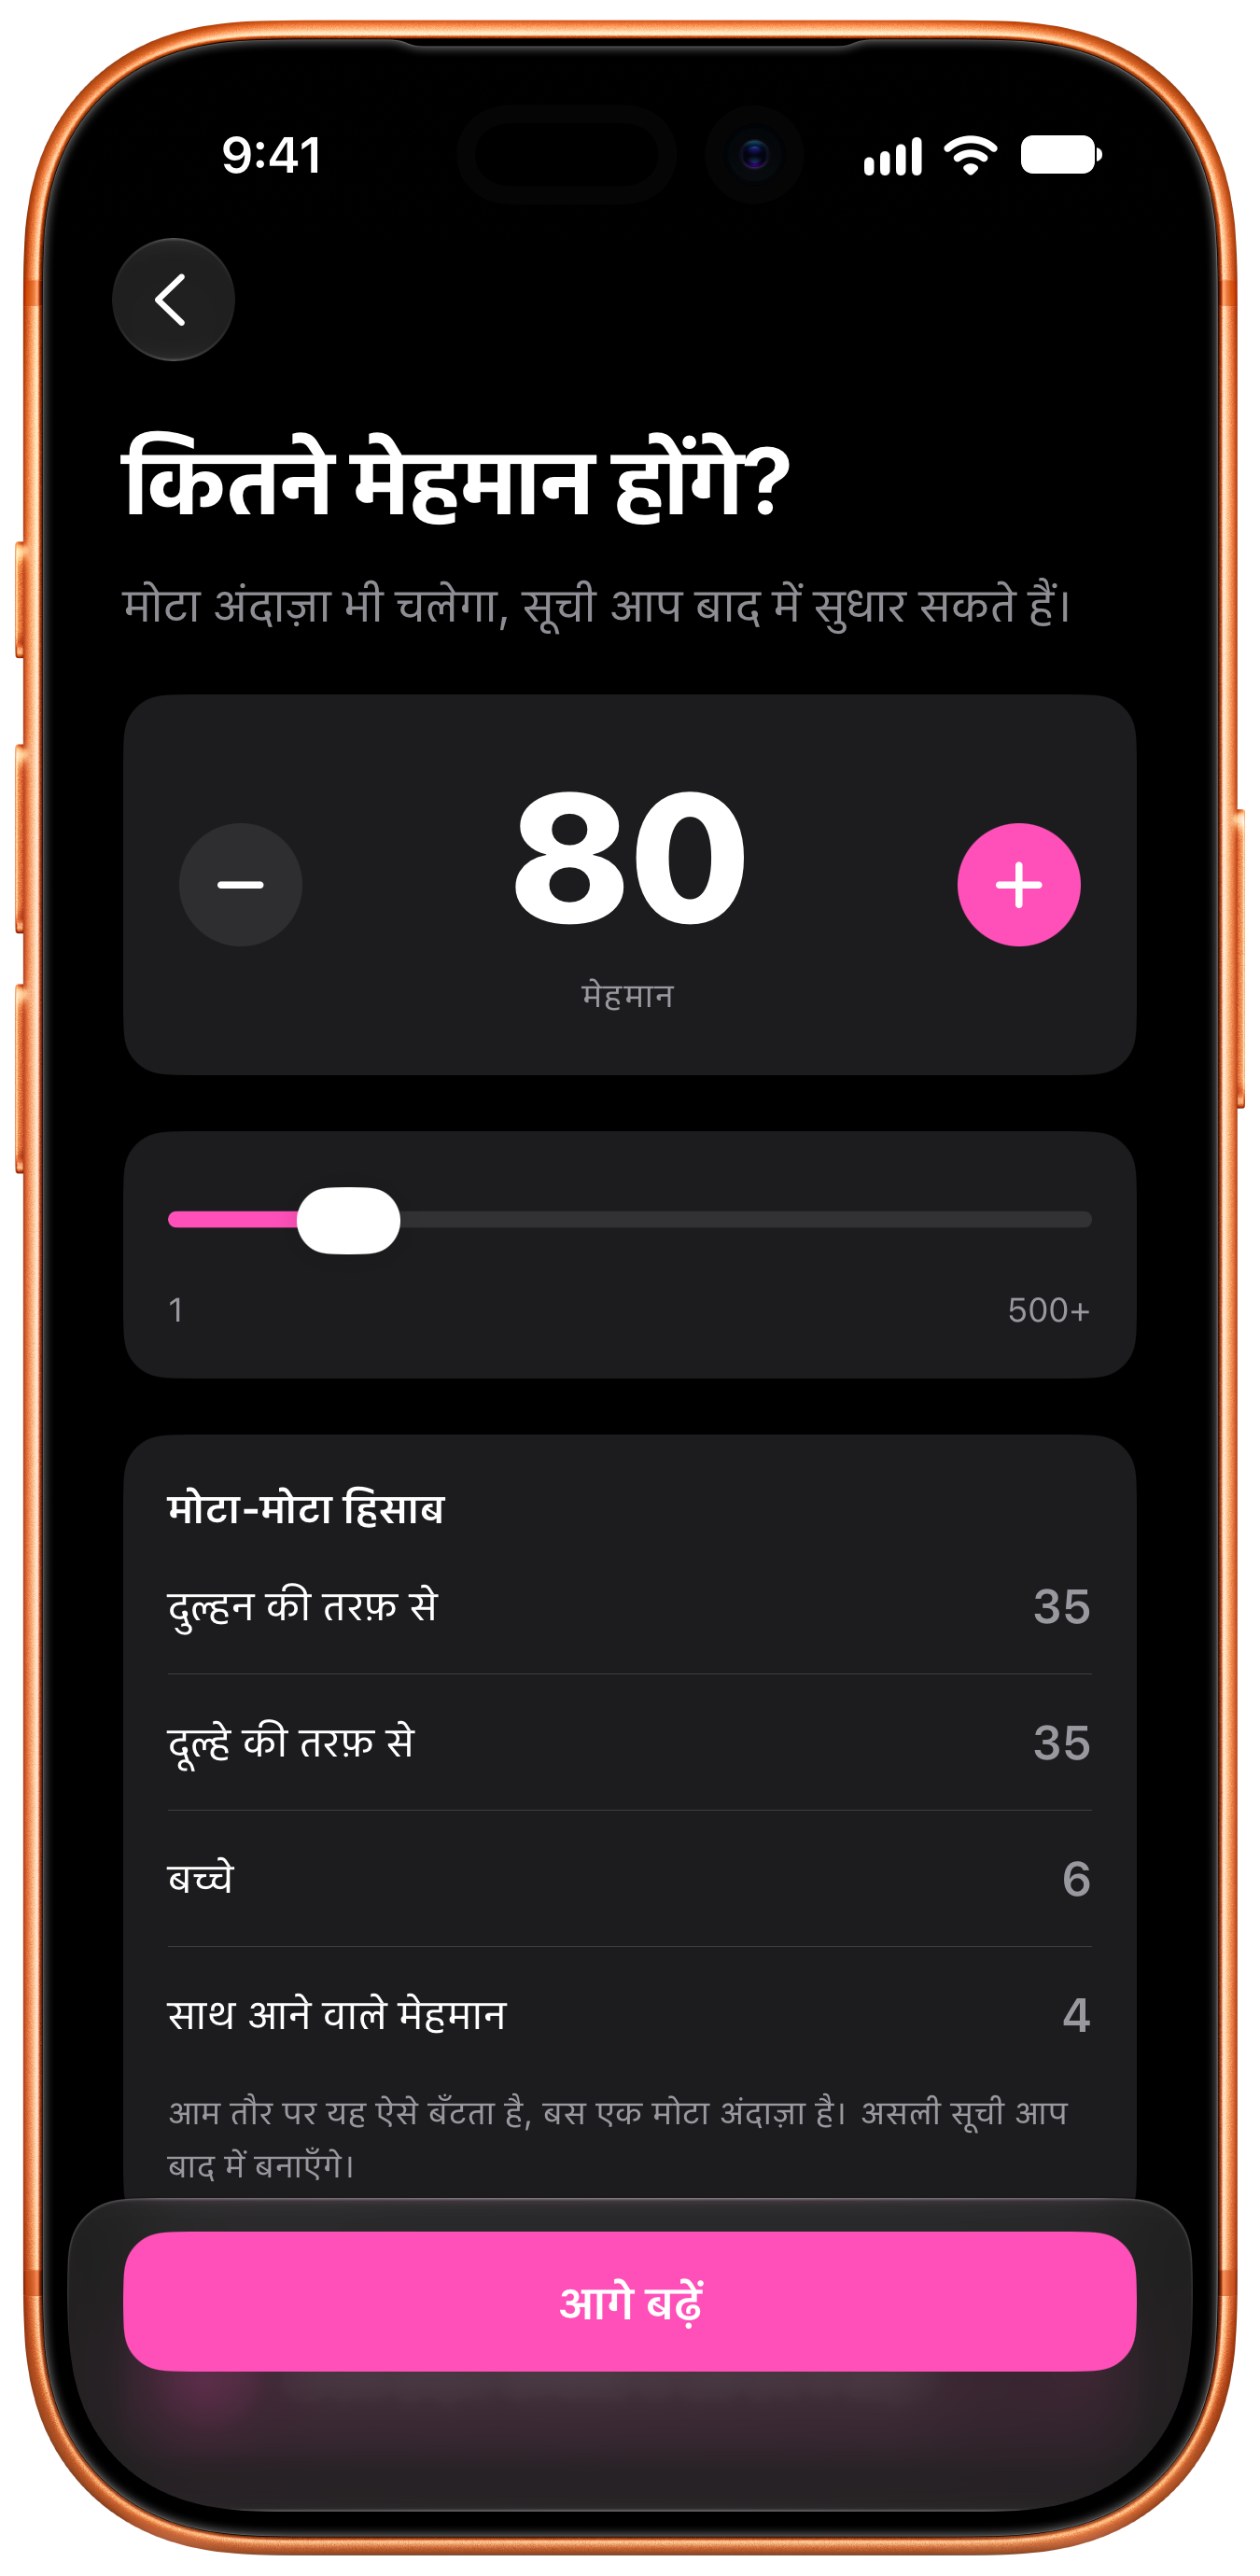 9:41
कितने मेहमान होंगे?
मोटा अंदाज़ा भी चलेगा, सूची आप बाद में सुधार सकते हैं।
80
मेहमान
1
500+
मोटा-मोटा हिसाब
दुल्हन की तरफ़ से
35
दूल्हे की तरफ़ से
35
बच्चे
6
साथ आने वाले मेहमान
4
आम तौर पर यह ऐसे बँटता है, बस एक मोटा अंदाज़ा है। असली सूची आप
बाद में बनाएँगे।
आगे बढ़ें